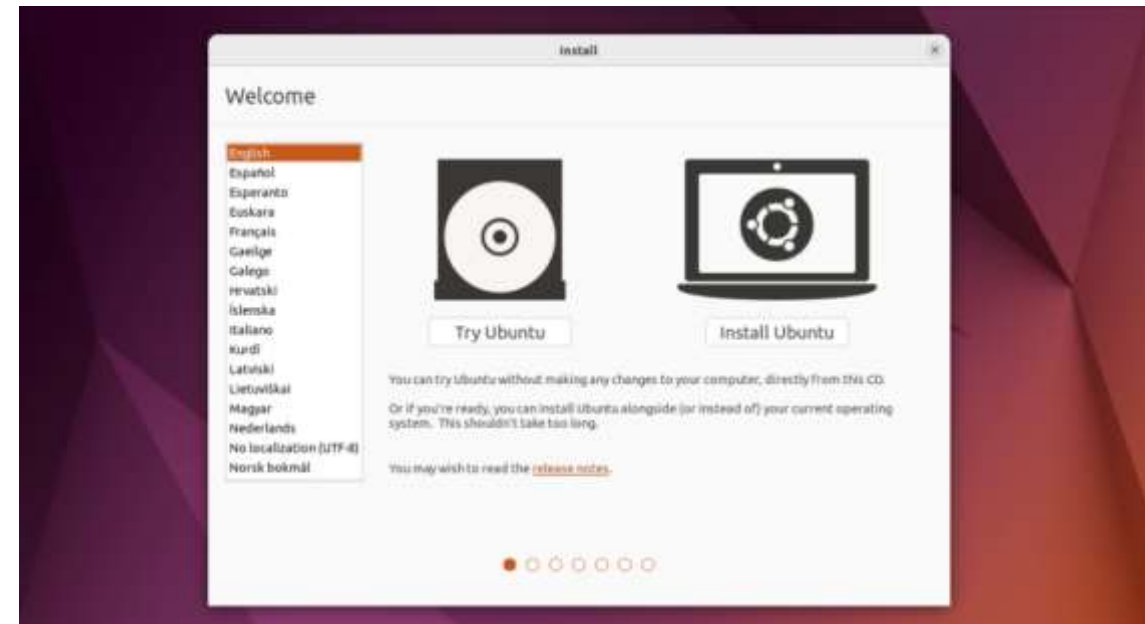 Install
Welcome
English
Español
Esperanto
Euskara
Français
Gaeilge
Galego
Hrvatski
Íslenska
Italiano
Kurdî
Latviski
Lietuviškai
Magyar
Nederlands
No localization (UTF-8)
Norsk bokmål
Try Ubuntu
Install Ubuntu
You can try Ubuntu without making any changes to your computer, directly from this CD.
Or if you're ready, you can install Ubuntu alongside (or instead of) your current operating
system. This shouldn't take too long.
You may wish to read the release notes.